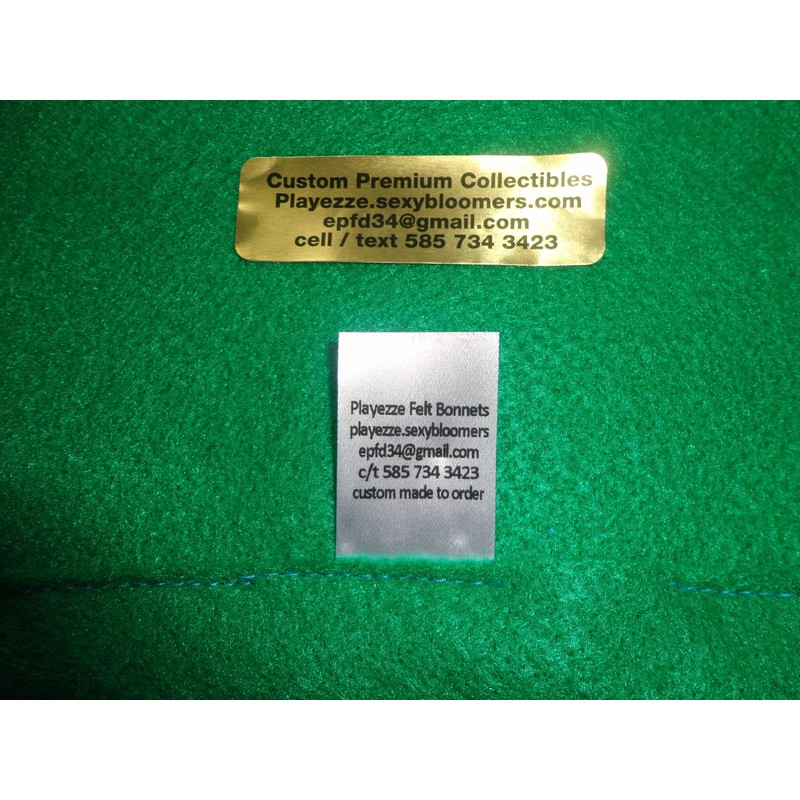 Custom Premium Collectibles
Playezze.sexybloomers.com
epfd34@gmail.com
cell / text 585 734 3423
Playezze Felt Bonnets
playezze.sexybloomers
epfd34@gmail.com
c/t 585 734 3423
custom made to order